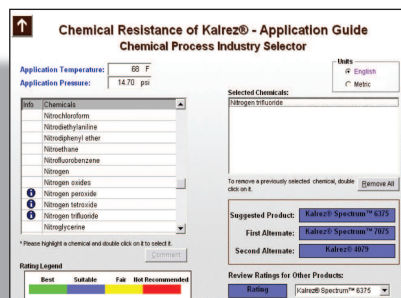 Chemical Resistance of Kalrez® - Application Guide
Chemical Process Industry Selector
Application Temperature: 68 F
Application Pressure: 14.70 psi
Units
English
Metric
Info Chemicals
Nitrochloroform
Nitrodiethylaniline
Nitrodiphenyl ether
Nitroethane
Nitrofluorobenzene
Nitrogen
Nitrogen oxides
Nitrogen peroxide
Nitrogen tetroxide
Nitrogen trifluoride
Nitroglycerine
* Please highlight a chemical and double click on it to select it.
Comment
Rating Legend
Best Suitable Fair Not Recommended
Selected Chemicals:
Nitrogen trifluoride
To remove a previously selected chemical, double
click on it.
Remove All
Suggested Product: Kalrez® Spectrum™ 6375
First Alternate: Kalrez® Spectrum™ 7075
Second Alternate: Kalrez® 4079
Review Ratings for Other Products:
Rating Kalrez® Spectrum™ 6375